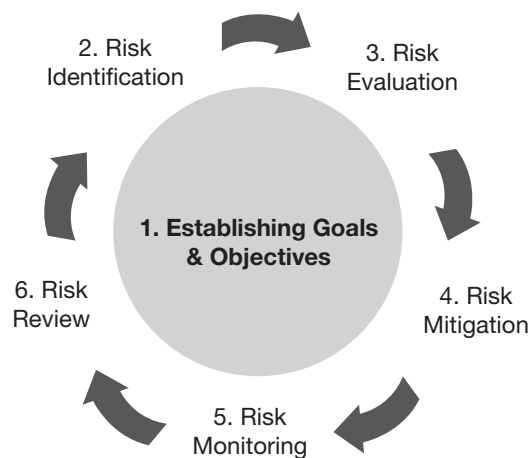 1. Establishing Goals
& Objectives
2. Risk
Identification
3. Risk
Evaluation
4. Risk
Mitigation
5. Risk
Monitoring
6. Risk
Review